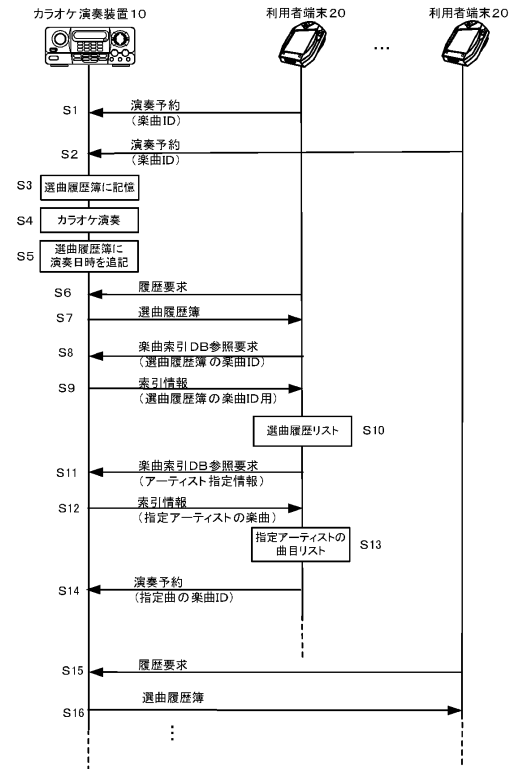 カラオケ演奏装置10
利用者端末20
…
利用者端末20
S1
演奏予約
(楽曲ID)
S2
演奏予約
(楽曲ID)
S3
選曲履歴簿に記憶
S4
カラオケ演奏
S5
選曲履歴簿に
演奏日時を追記
S6
履歴要求
S7
選曲履歴簿
S8
楽曲索引DB参照要求
(選曲履歴簿の楽曲ID)
S9
索引情報
(選曲履歴簿の楽曲ID用)
選曲履歴リスト
S10
S11
楽曲索引DB参照要求
(アーティスト指定情報)
S12
索引情報
(指定アーティストの楽曲)
指定アーティストの
曲目リスト
S13
S14
演奏予約
(指定曲の楽曲ID)
S15
履歴要求
S16
選曲履歴簿
⋮